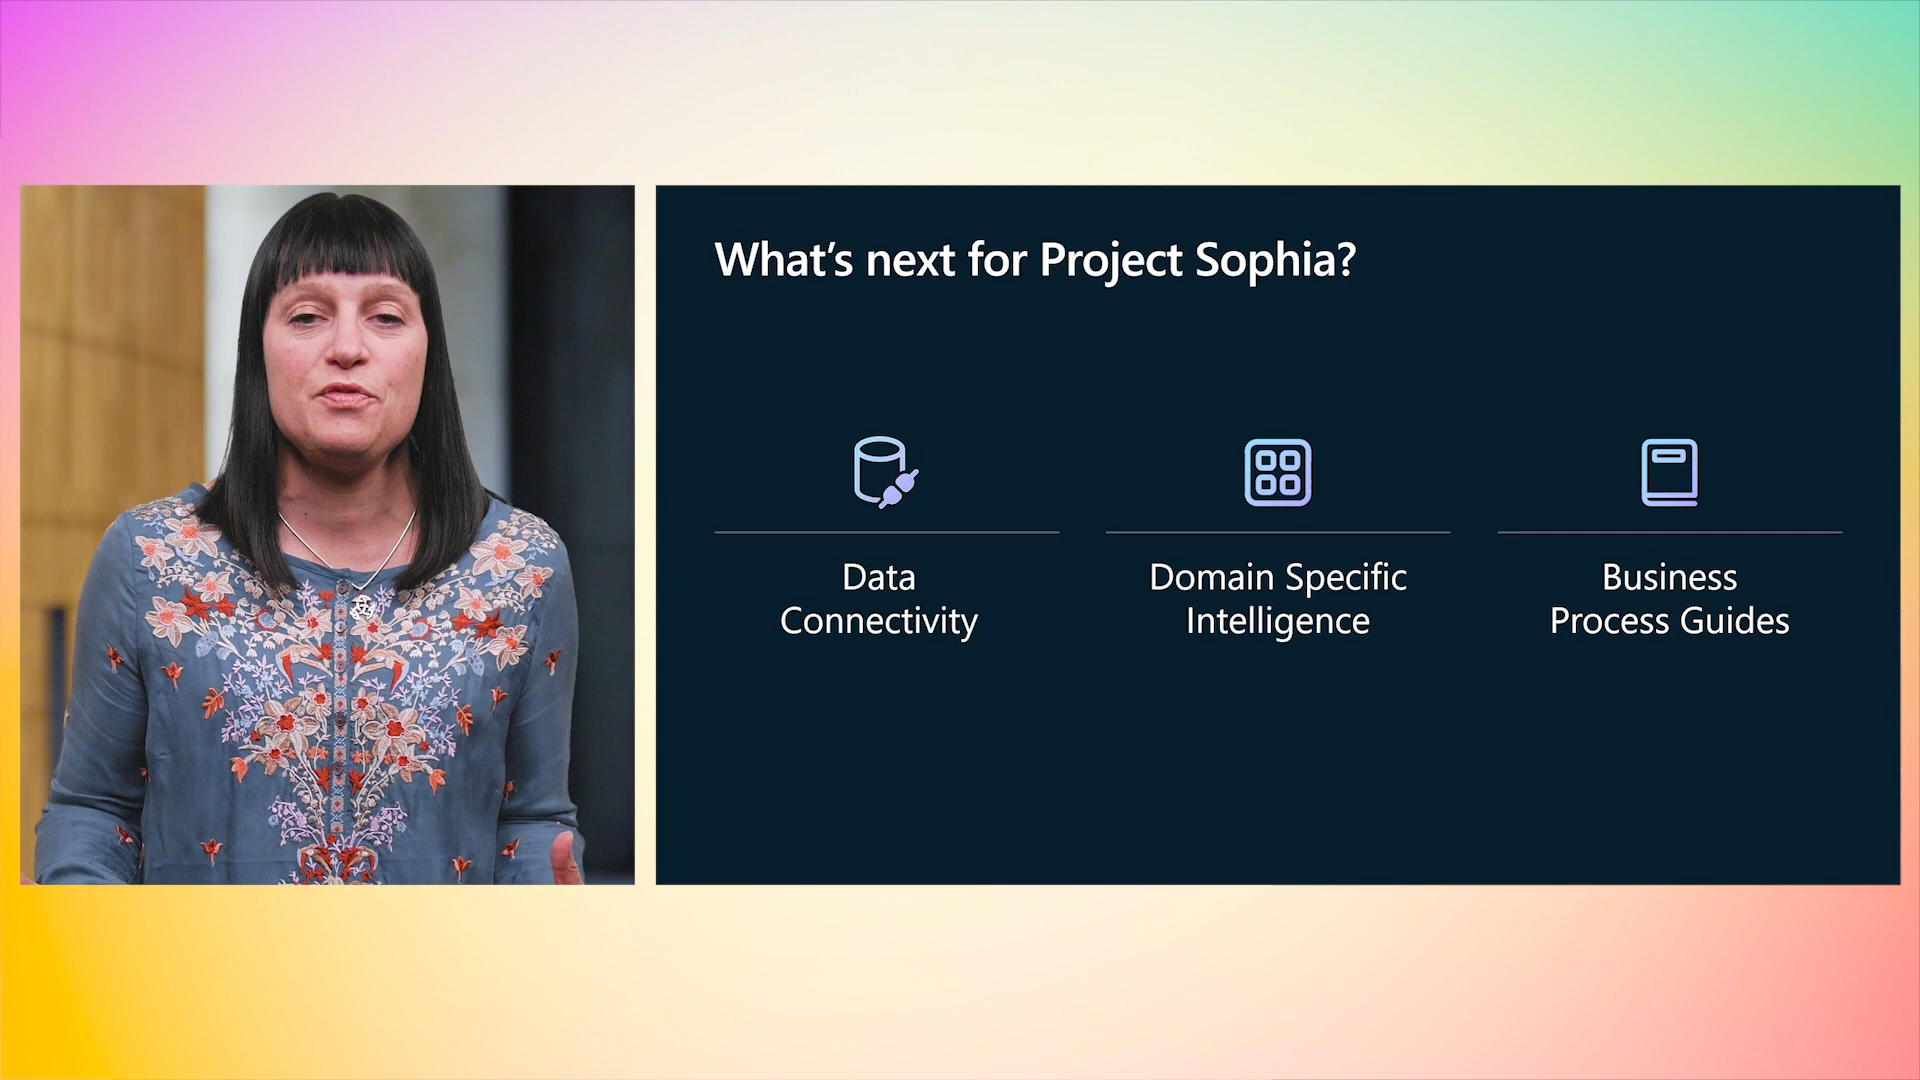 What's next for Project Sophia?
Data
Connectivity
Domain Specific
Intelligence
Business
Process Guides